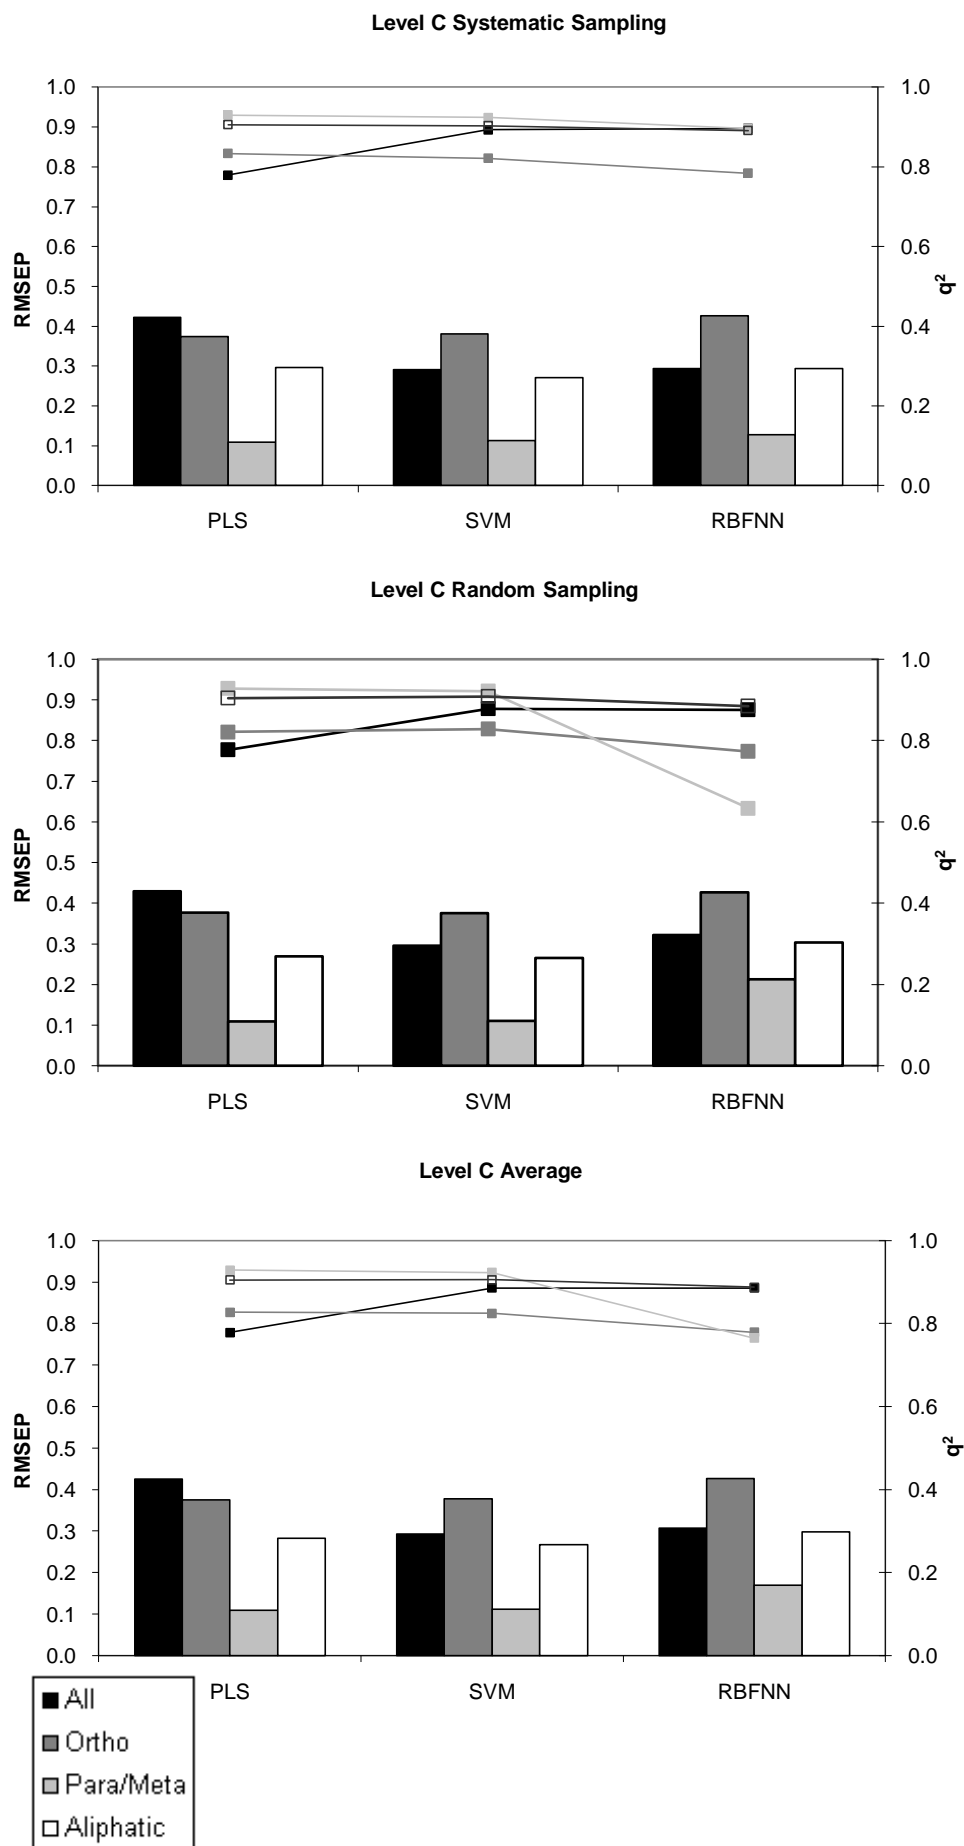 Level C Systematic Sampling
1.0 1.0
0.9
0.8 0.8
0.7
0.6 0.6
0.5
0.4 0.4
0.3
0.2 0.2
0.1
0.0 0.0
RMSEP
q²
PLS SVM RBFNN
Level C Random Sampling
1.0 1.0
0.9
0.8 0.8
0.7
0.6 0.6
0.5
0.4 0.4
0.3
0.2 0.2
0.1
0.0 0.0
RMSEP
q²
PLS SVM RBFNN
Level C Average
1.0 1.0
0.9
0.8 0.8
0.7
0.6 0.6
0.5
0.4 0.4
0.3
0.2 0.2
0.1
0.0 0.0
RMSEP
q²
PLS SVM RBFNN
All
Ortho
Para/Meta
Aliphatic